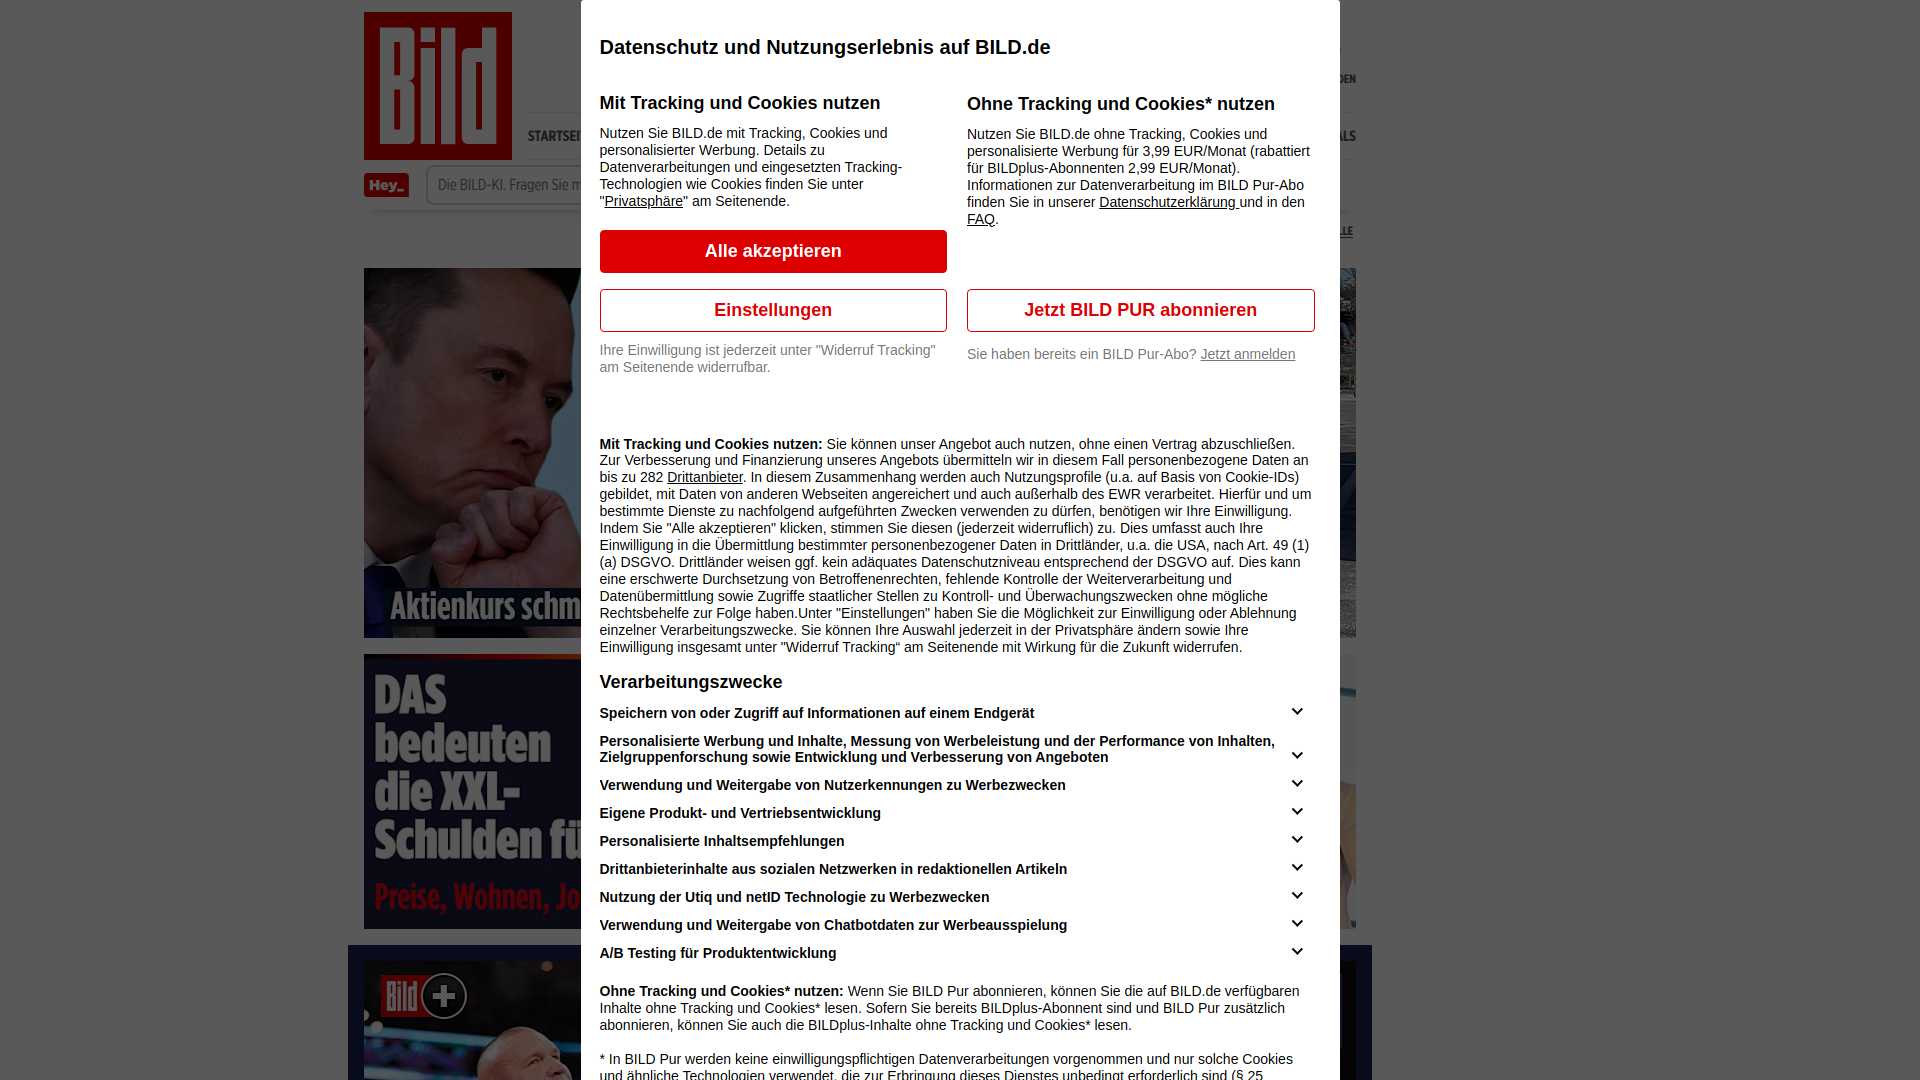 Bild
DEN
STARTSEI
ALS
Hey_
Die BILD-KI. Fragen Sie m
LLE
Aktienkurs schm
DAS
bedeuten
die XXL-
Schulden fü
Preise, Wohnen, Jo
Bild
Datenschutz und Nutzungserlebnis auf BILD.de
Mit Tracking und Cookies nutzen
Nutzen Sie BILD.de mit Tracking, Cookies und
personalisierter Werbung. Details zu
Datenverarbeitungen und eingesetzten Tracking-
Technologien wie Cookies finden Sie unter
"Privatsphäre" am Seitenende.
Alle akzeptieren
Einstellungen
Ihre Einwilligung ist jederzeit unter "Widerruf Tracking"
am Seitenende widerrufbar.
Ohne Tracking und Cookies* nutzen
Nutzen Sie BILD.de ohne Tracking, Cookies und
personalisierte Werbung für 3,99 EUR/Monat (rabattiert
für BILDplus-Abonnenten 2,99 EUR/Monat).
Informationen zur Datenverarbeitung im BILD Pur-Abo
finden Sie in unserer Datenschutzerklärung und in den
FAQ.
Jetzt BILD PUR abonnieren
Sie haben bereits ein BILD Pur-Abo? Jetzt anmelden
Mit Tracking und Cookies nutzen: Sie können unser Angebot auch nutzen, ohne einen Vertrag abzuschließen.
Zur Verbesserung und Finanzierung unseres Angebots übermitteln wir in diesem Fall personenbezogene Daten an
bis zu 282 Drittanbieter. In diesem Zusammenhang werden auch Nutzungsprofile (u.a. auf Basis von Cookie-IDs)
gebildet, mit Daten von anderen Webseiten angereichert und auch außerhalb des EWR verarbeitet. Hierfür und um
bestimmte Dienste zu nachfolgend aufgeführten Zwecken verwenden zu dürfen, benötigen wir Ihre Einwilligung.
Indem Sie "Alle akzeptieren" klicken, stimmen Sie diesen (jederzeit widerruflich) zu. Dies umfasst auch Ihre
Einwilligung in die Übermittlung bestimmter personenbezogener Daten in Drittländer, u.a. die USA, nach Art. 49 (1)
(a) DSGVO. Drittländer weisen ggf. kein adäquates Datenschutzniveau entsprechend der DSGVO auf. Dies kann
eine erschwerte Durchsetzung von Betroffenenrechten, fehlende Kontrolle der Weiterverarbeitung und
Datenübermittlung sowie Zugriffe staatlicher Stellen zu Kontroll- und Überwachungszwecken ohne mögliche
Rechtsbehelfe zur Folge haben.Unter "Einstellungen" haben Sie die Möglichkeit zur Einwilligung oder Ablehnung
einzelner Verarbeitungszwecke. Sie können Ihre Auswahl jederzeit in der Privatsphäre ändern sowie Ihre
Einwilligung insgesamt unter "Widerruf Tracking“ am Seitenende mit Wirkung für die Zukunft widerrufen.
Verarbeitungszwecke
Speichern von oder Zugriff auf Informationen auf einem Endgerät
Personalisierte Werbung und Inhalte, Messung von Werbeleistung und der Performance von Inhalten,
Zielgruppenforschung sowie Entwicklung und Verbesserung von Angeboten
Verwendung und Weitergabe von Nutzerkennungen zu Werbezwecken
Eigene Produkt- und Vertriebsentwicklung
Personalisierte Inhaltsempfehlungen
Drittanbieterinhalte aus sozialen Netzwerken in redaktionellen Artikeln
Nutzung der Utiq und netID Technologie zu Werbezwecken
Verwendung und Weitergabe von Chatbotdaten zur Werbeausspielung
A/B Testing für Produktentwicklung
Ohne Tracking und Cookies* nutzen: Wenn Sie BILD Pur abonnieren, können Sie die auf BILD.de verfügbaren
Inhalte ohne Tracking und Cookies* lesen. Sofern Sie bereits BILDplus-Abonnent sind und BILD Pur zusätzlich
abonnieren, können Sie auch die BILDplus-Inhalte ohne Tracking und Cookies* lesen.
* In BILD Pur werden keine einwilligungspflichtigen Datenverarbeitungen vorgenommen und nur solche Cookies
und ähnliche Technologien verwendet, die zur Erbringung dieses Dienstes unbedingt erforderlich sind (§ 25